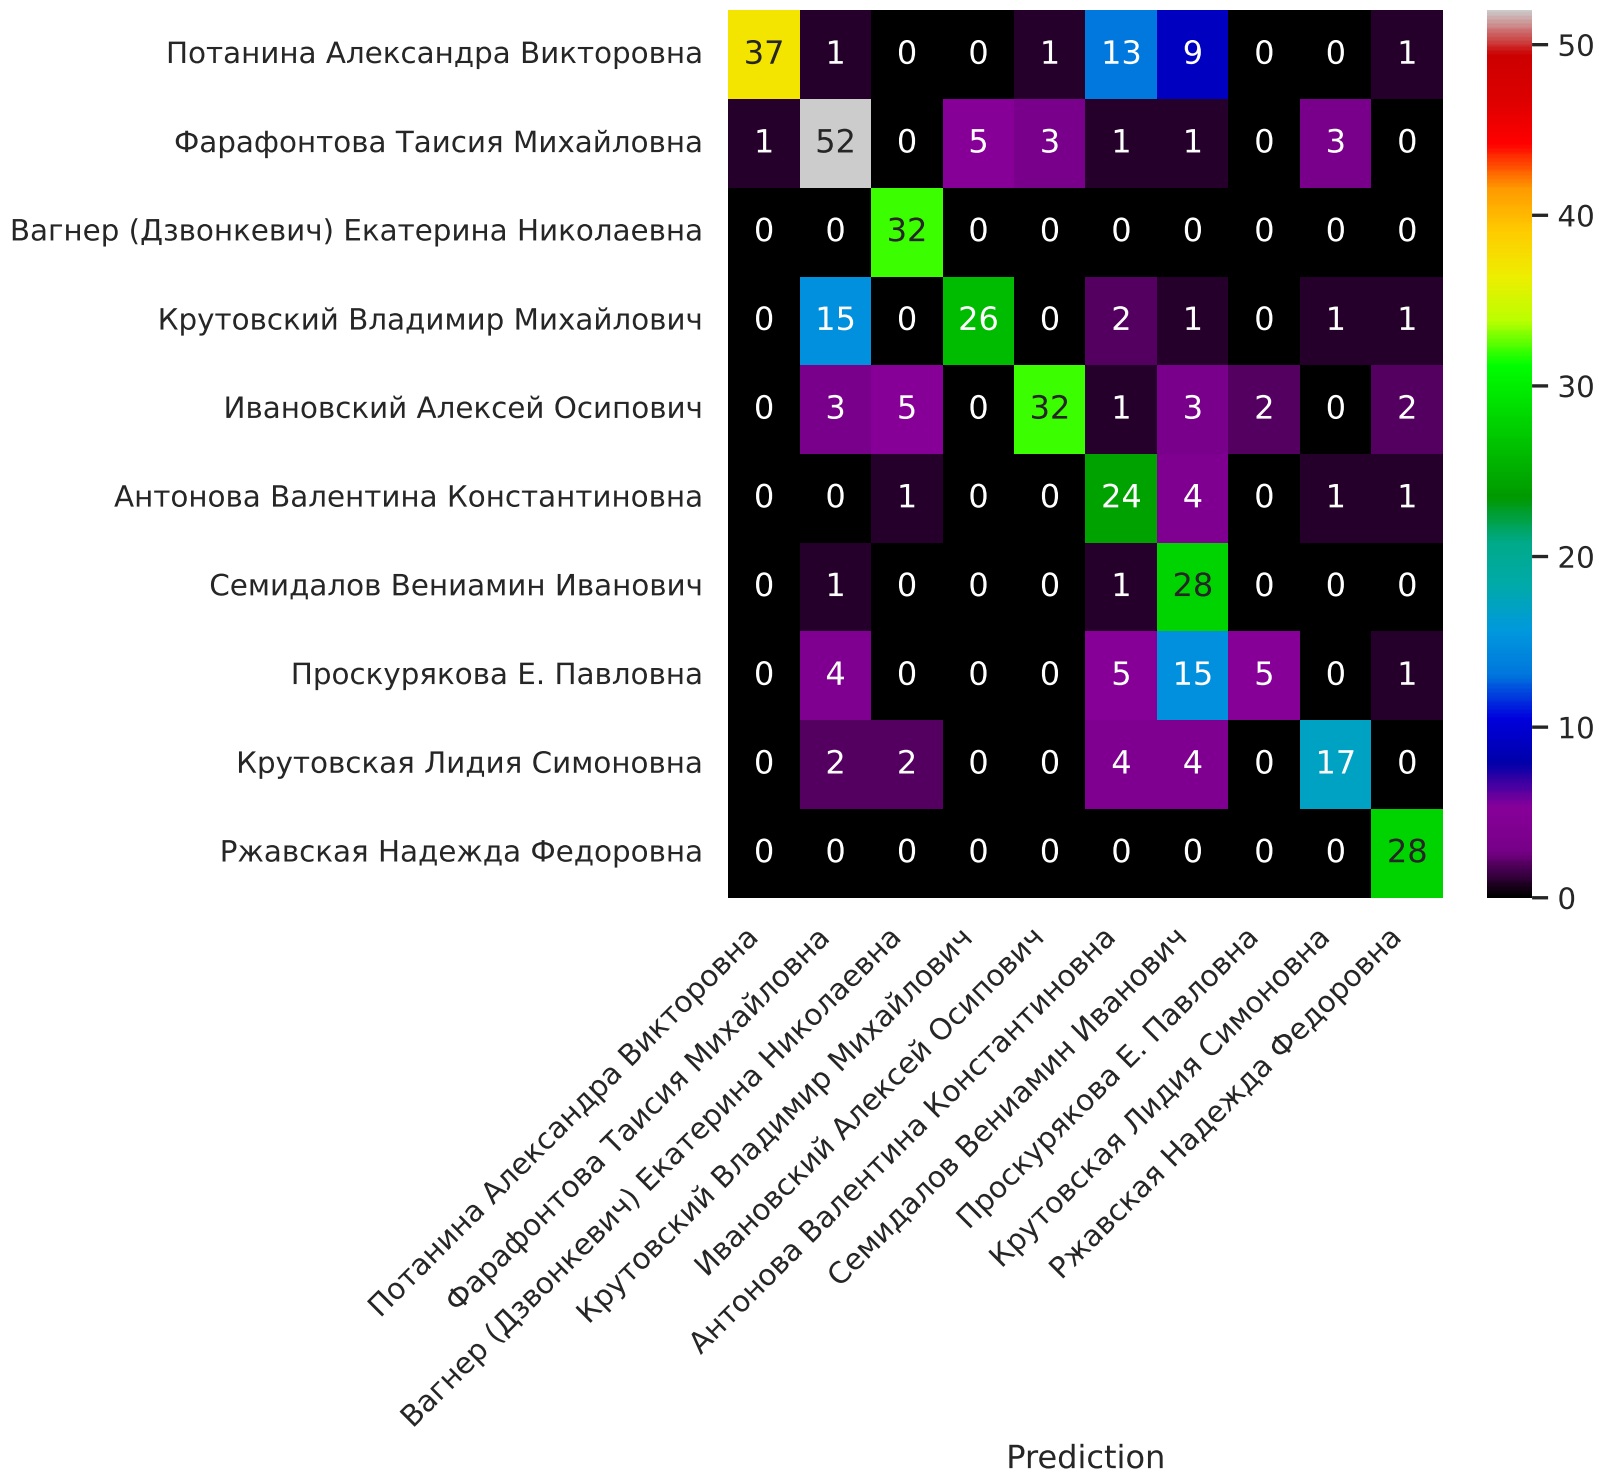 Потанина Александра Викторовна 37 1 0 0 1 13 9 0 0 1
Фарафонтова Таисия Михайловна 1 52 0 5 3 1 1 0 3 0
Вагнер (Дзвонкевич) Екатерина Николаевна 0 0 32 0 0 0 0 0 0 0
Крутовский Владимир Михайлович 0 15 0 26 0 2 1 0 1 1
Ивановский Алексей Осипович 0 3 5 0 32 1 3 2 0 2
Антонова Валентина Константиновна 0 0 1 0 0 24 4 0 1 1
Семидалов Вениамин Иванович 0 1 0 0 0 1 28 0 0 0
Проскурякова Е. Павловна 0 4 0 0 0 5 15 5 0 1
Крутовская Лидия Симоновна 0 2 2 0 0 4 4 0 17 0
Ржавская Надежда Федоровна 0 0 0 0 0 0 0 0 0 28
50
40
30
20
10
0
Потанина Александра Викторовна
Фарафонтова Таисия Михайловна
Вагнер (Дзвонкевич) Екатерина Николаевна
Крутовский Владимир Михайлович
Ивановский Алексей Осипович
Антонова Валентина Константиновна
Семидалов Вениамин Иванович
Проскурякова Е. Павловна
Крутовская Лидия Симоновна
Ржавская Надежда Федоровна
Prediction